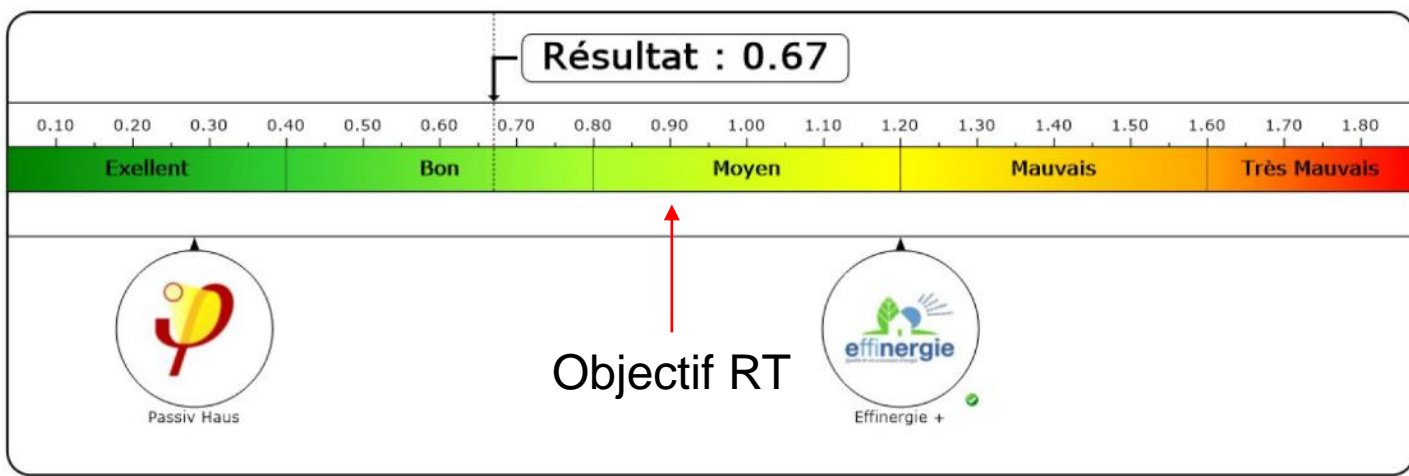 Résultat : 0.67
0.10 0.20 0.30 0.40 0.50 0.60 0.70 0.80 0.90 1.00 1.10 1.20 1.30 1.40 1.50 1.60 1.70 1.80
Exellent Bon Moyen Mauvais Très Mauvais
effinergie
Objectif RT
Passiv Haus Effinergie +